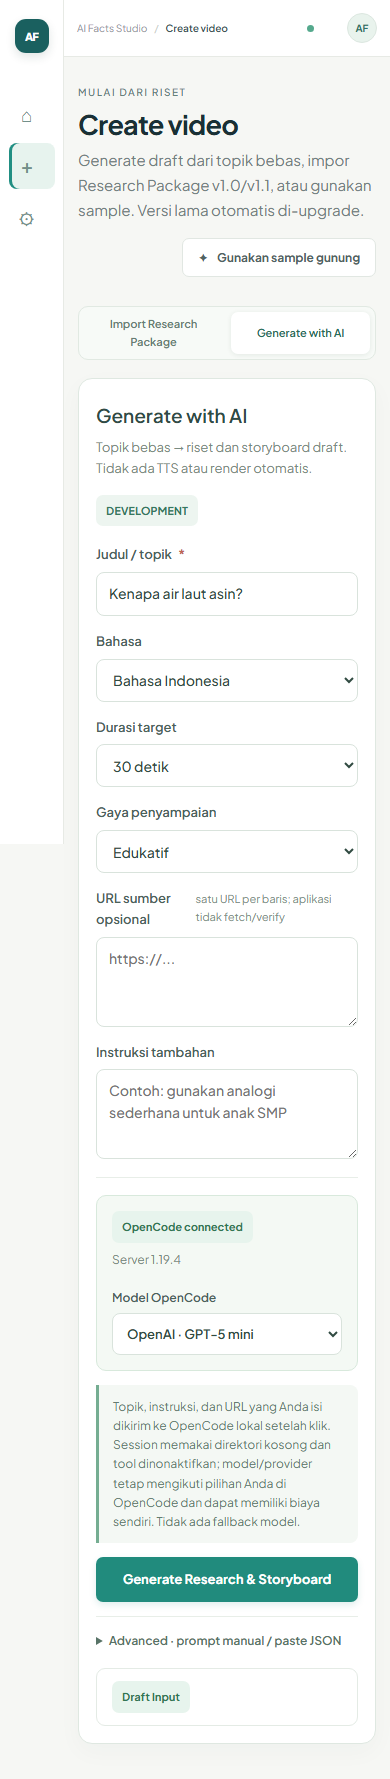 AF
AI Facts Studio / Create video
AF
MULAI DARI RISET
Create video
Generate draft dari topik bebas, impor
Research Package v1.0/v1.1, atau gunakan
sample. Versi lama otomatis di-upgrade.
Gunakan sample gunung
Import Research
Package
Generate with AI
Generate with AI
Topik bebas → riset dan storyboard draft.
Tidak ada TTS atau render otomatis.
DEVELOPMENT
Judul / topik *
Kenapa air laut asin?
Bahasa
Bahasa Indonesia
Durasi target
30 detik
Gaya penyampaian
Edukatif
URL sumber
opsional
satu URL per baris; aplikasi
tidak fetch/verify
https://...
Instruksi tambahan
Contoh: gunakan analogi
sederhana untuk anak SMP
OpenCode connected
Server 1.19.4
Model OpenCode
OpenAI · GPT-5 mini
Topik, instruksi, dan URL yang Anda isi
dikirim ke OpenCode lokal setelah klik.
Session memakai direktori kosong dan
tool dinonaktifkan; model/provider
tetap mengikuti pilihan Anda di
OpenCode dan dapat memiliki biaya
sendiri. Tidak ada fallback model.
Generate Research & Storyboard
Advanced · prompt manual / paste JSON
Draft Input